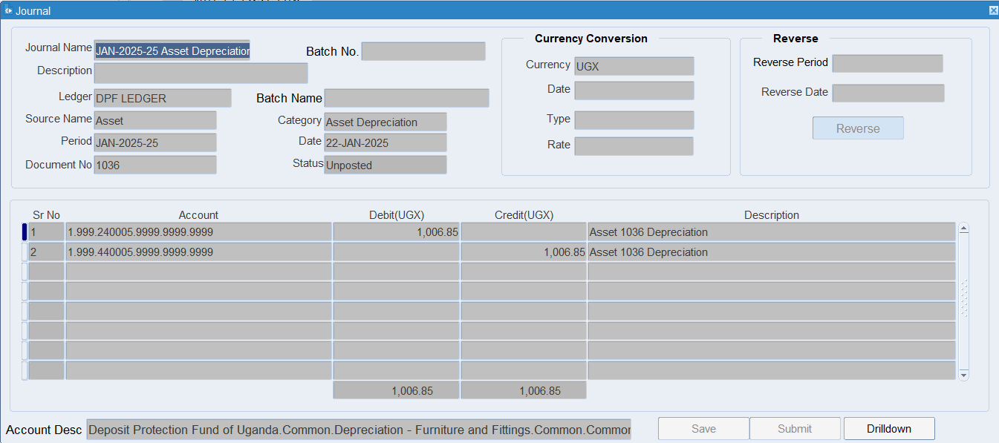 Journal
Journal Name JAN-2025-25 Asset Depreciation Batch No.
Description
Ledger DPF LEDGER Batch Name
Source Name Asset Category Asset Depreciation
Period JAN-2025-25 Date 22-JAN-2025
Document No 1036 Status Unposted
Currency Conversion
Currency UGX
Date
Type
Rate
Reverse
Reverse Period
Reverse Date
Reverse
Sr No Account Debit(UGX) Credit(UGX) Description
1 1.999.240005.9999.9999.9999 1,006.85 Asset 1036 Depreciation
2 1.999.440005.9999.9999.9999 1,006.85 Asset 1036 Depreciation
1,006.85 1,006.85
Account Desc Deposit Protection Fund of Uganda.Common.Depreciation - Furniture and Fittings.Common.Common Save Submit Drilldown